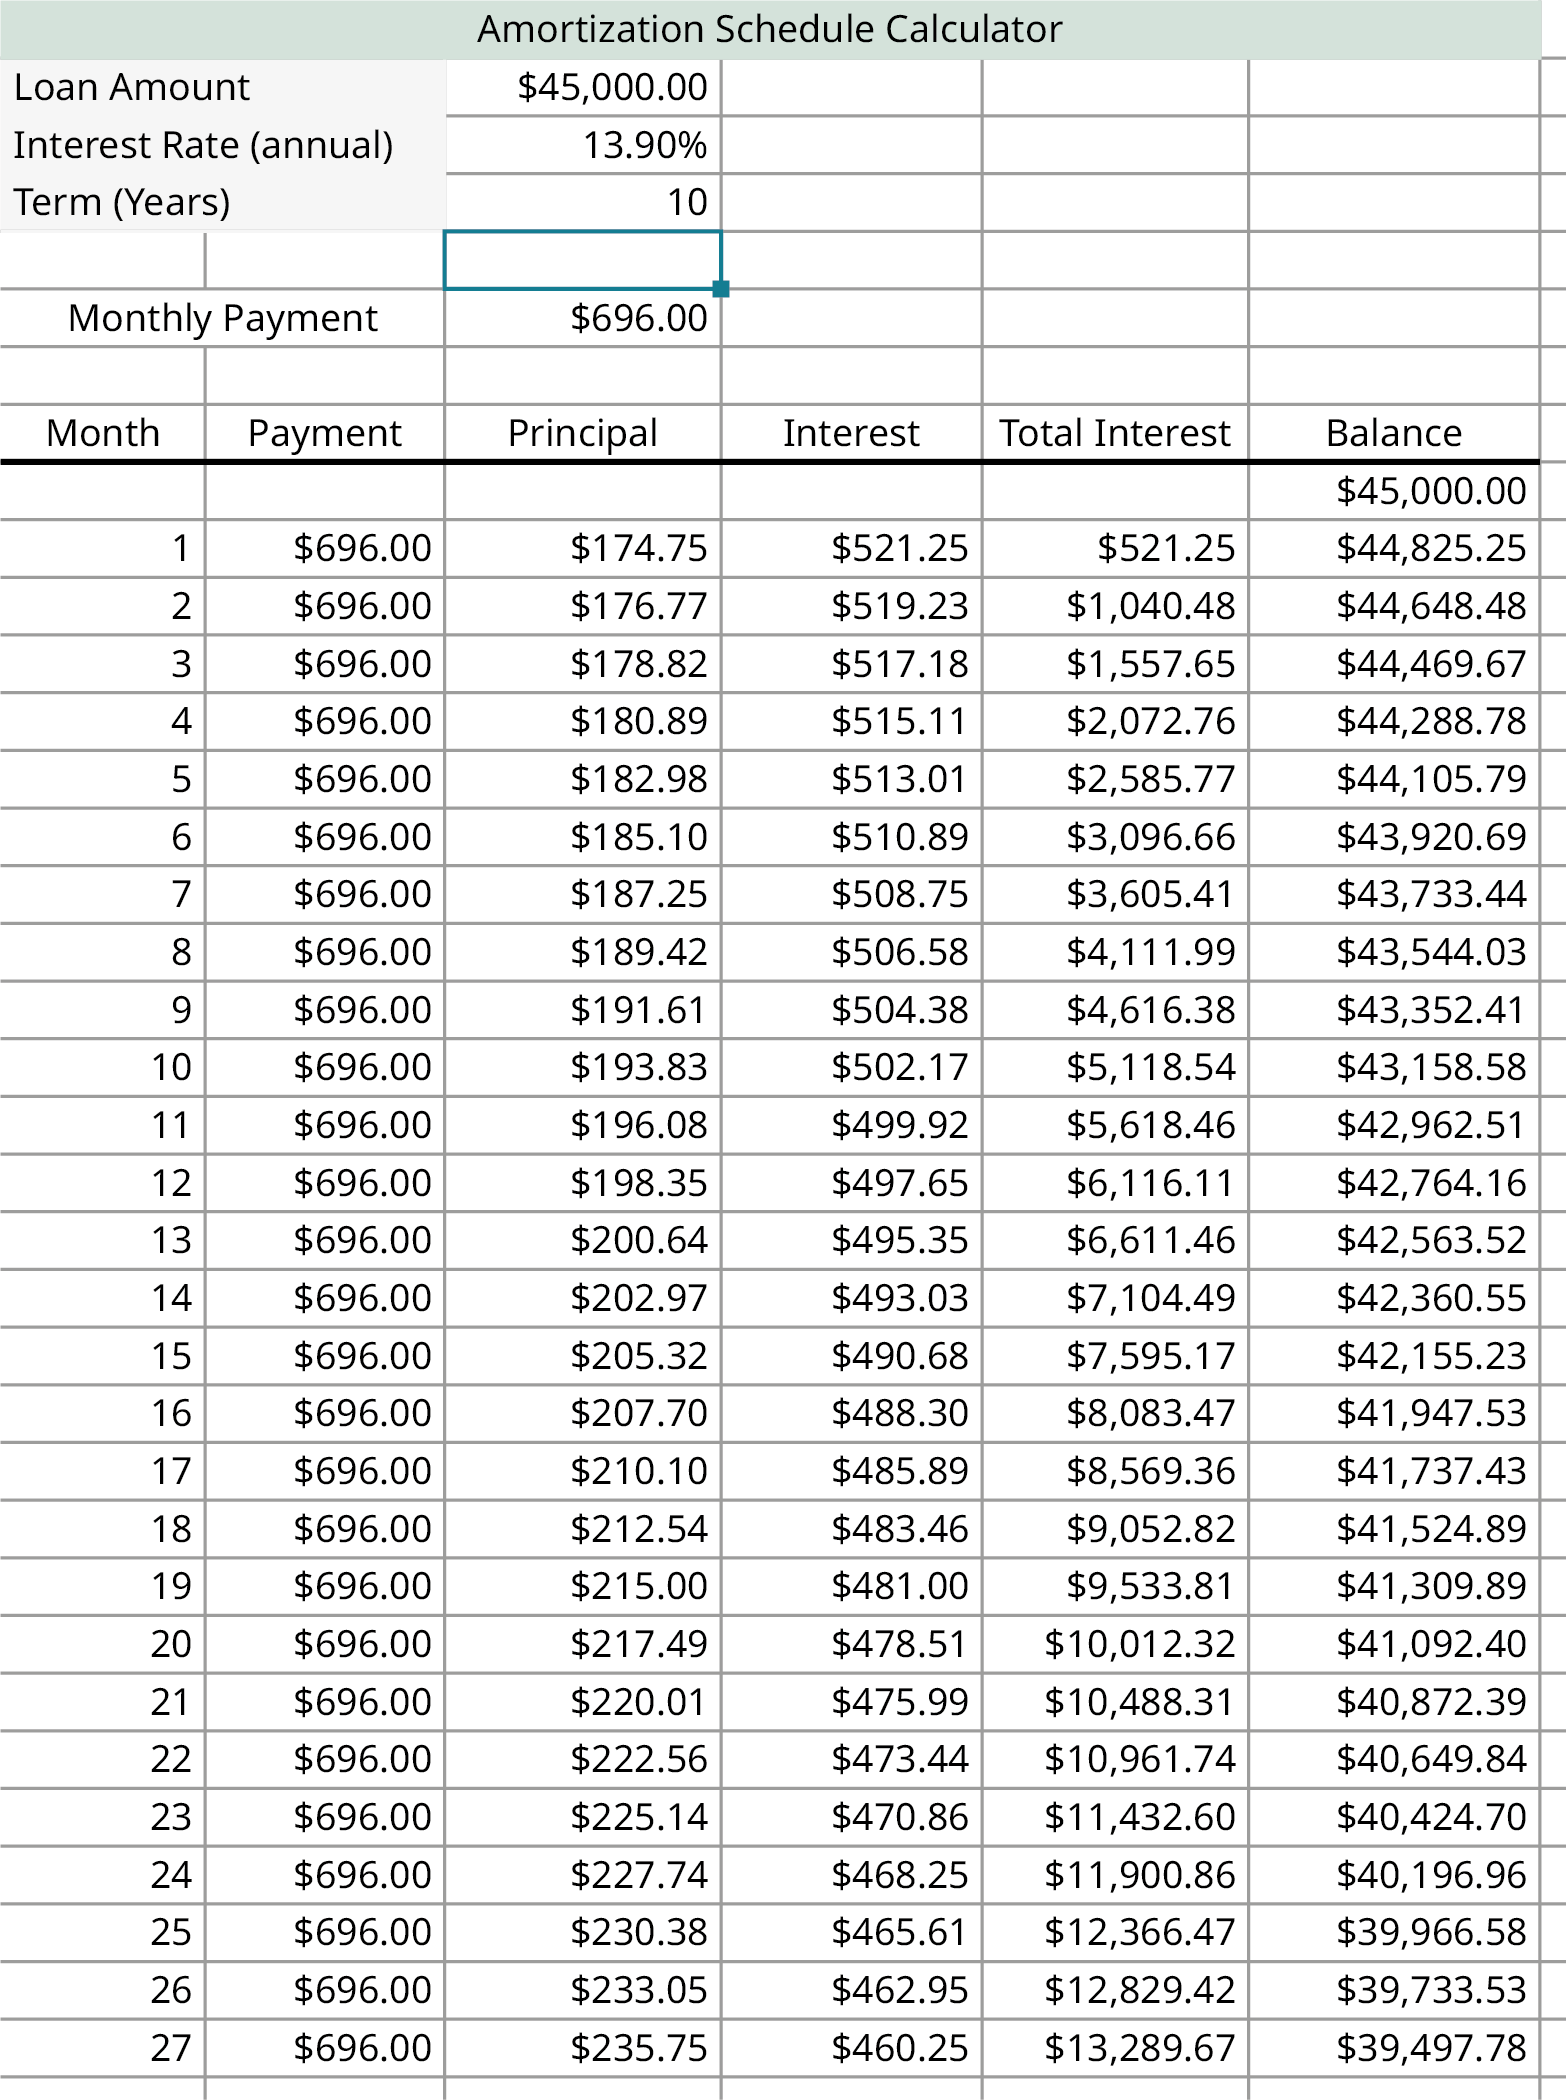 Amortization Schedule Calculator
Loan Amount $45,000.00
Interest Rate (annual) 13.90%
Term (Years) 10
Monthly Payment $696.00
Month Payment Principal Interest Total Interest Balance
$45,000.00
1 $696.00 $174.75 $521.25 $521.25 $44,825.25
2 $696.00 $176.77 $519.23 $1,040.48 $44,648.48
3 $696.00 $178.82 $517.18 $1,557.65 $44,469.67
4 $696.00 $180.89 $515.11 $2,072.76 $44,288.78
5 $696.00 $182.98 $513.01 $2,585.77 $44,105.79
6 $696.00 $185.10 $510.89 $3,096.66 $43,920.69
7 $696.00 $187.25 $508.75 $3,605.41 $43,733.44
8 $696.00 $189.42 $506.58 $4,111.99 $43,544.03
9 $696.00 $191.61 $504.38 $4,616.38 $43,352.41
10 $696.00 $193.83 $502.17 $5,118.54 $43,158.58
11 $696.00 $196.08 $499.92 $5,618.46 $42,962.51
12 $696.00 $198.35 $497.65 $6,116.11 $42,764.16
13 $696.00 $200.64 $495.35 $6,611.46 $42,563.52
14 $696.00 $202.97 $493.03 $7,104.49 $42,360.55
15 $696.00 $205.32 $490.68 $7,595.17 $42,155.23
16 $696.00 $207.70 $488.30 $8,083.47 $41,947.53
17 $696.00 $210.10 $485.89 $8,569.36 $41,737.43
18 $696.00 $212.54 $483.46 $9,052.82 $41,524.89
19 $696.00 $215.00 $481.00 $9,533.81 $41,309.89
20 $696.00 $217.49 $478.51 $10,012.32 $41,092.40
21 $696.00 $220.01 $475.99 $10,488.31 $40,872.39
22 $696.00 $222.56 $473.44 $10,961.74 $40,649.84
23 $696.00 $225.14 $470.86 $11,432.60 $40,424.70
24 $696.00 $227.74 $468.25 $11,900.86 $40,196.96
25 $696.00 $230.38 $465.61 $12,366.47 $39,966.58
26 $696.00 $233.05 $462.95 $12,829.42 $39,733.53
27 $696.00 $235.75 $460.25 $13,289.67 $39,497.78